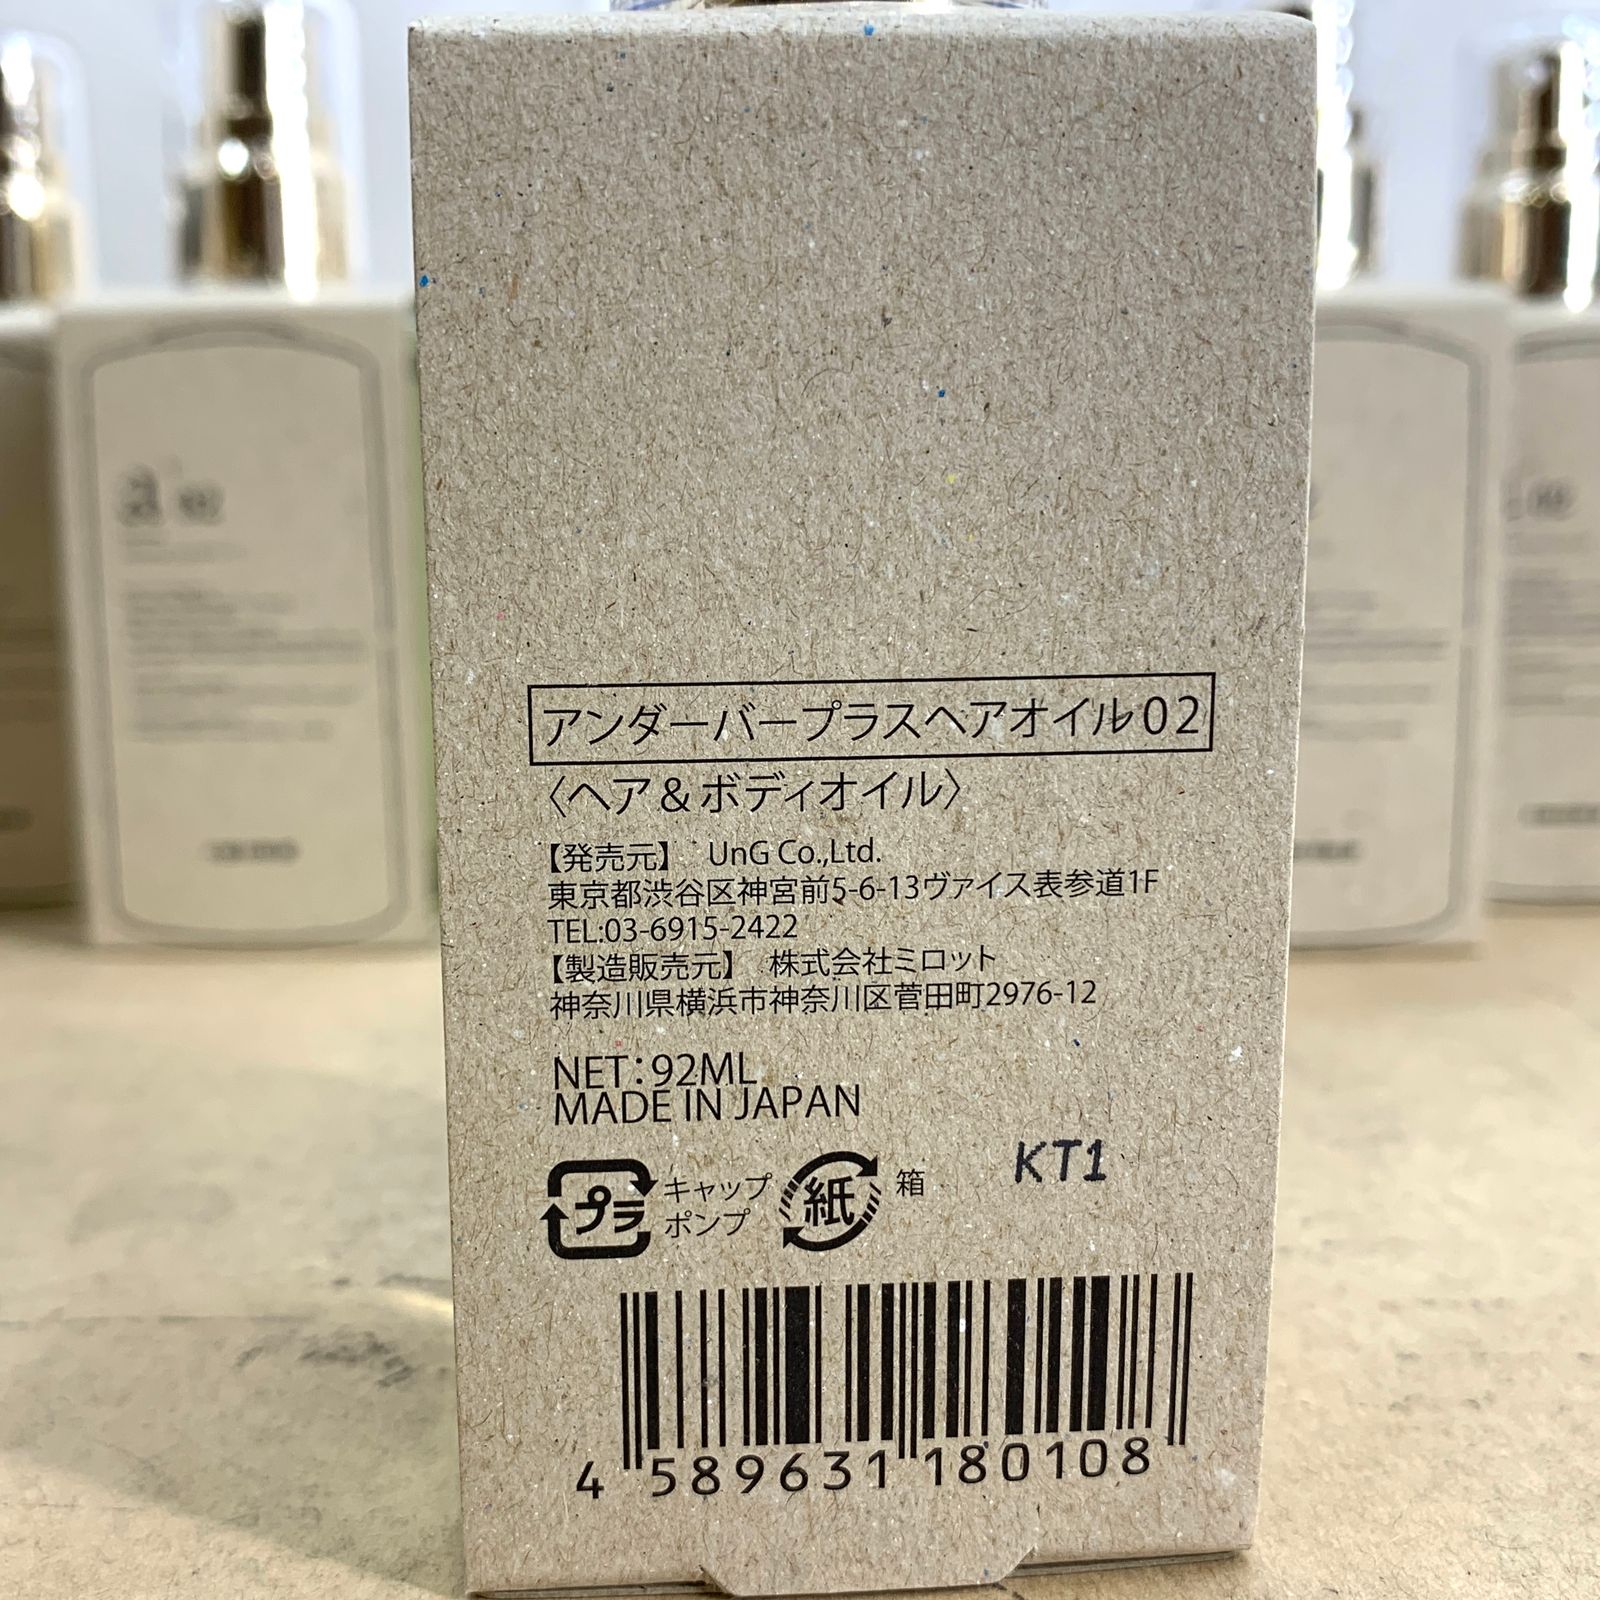 アンダーバープラスヘアオイル02
〈ヘア＆ボディオイル〉
【発売元】 UnG Co.,Ltd.
東京都渋谷区神宮前5-6-13ヴァイス表参道1F
TEL:03-6915-2422
【製造販売元】 株式会社ミロット
神奈川県横浜市神奈川区菅田町2976-12
NET:92ML
MADE IN JAPAN
プラ キャップ 紙 箱
ポンプ
KT1
4 589631 180108